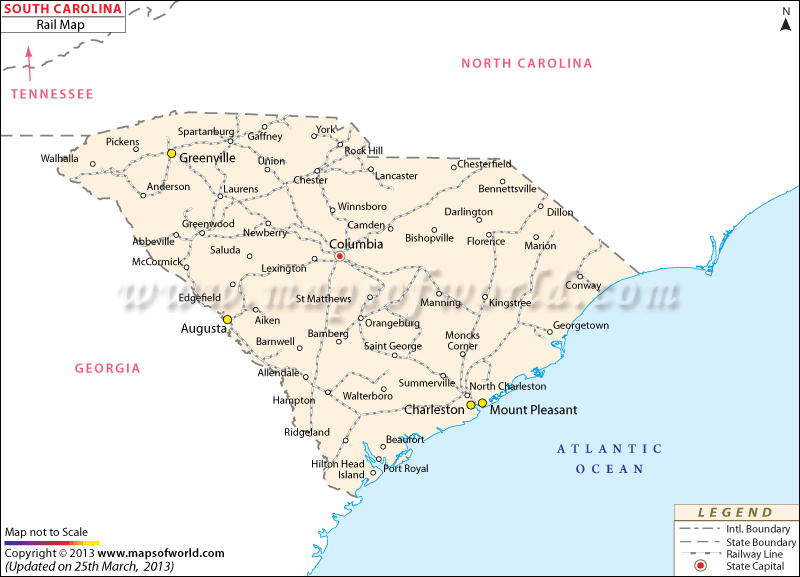 SOUTH CAROLINA
Rail Map
N
NORTH CAROLINA
TENNESSEE
Spartanburg
Gaffney
York
Pickens
Rock Hill
Walhalla
Greenville
Union
Chesterfield
Chester
Lancaster
Anderson
Laurens
Bennettsville
Winnsboro
Darlington
Dillon
Greenwood
Camden
Abbeville
Newberry
Bishopville
Florence
Marion
Columbia
Saluda
McCormick
Lexington
Conway
Edgefield
St Matthews
Manning
Kingstree
www.mapsofworld.com
Aiken
Orangeburg
Georgetown
Augusta
Bamberg
Moncks
Corner
Barnwell
Saint George
GEORGIA
Allendale
Summerville
North Charleston
Hampton
Walterboro
Charleston
Mount Pleasant
Ridgeland
Beaufort
ATLANTIC
OCEAN
Hilton Head
Island
Port Royal
LEGEND
Intl. Boundary
State Boundary
Railway Line
State Capital
Map not to Scale
Copyright © 2013 www.mapsofworld.com
(Updated on 25th March, 2013)